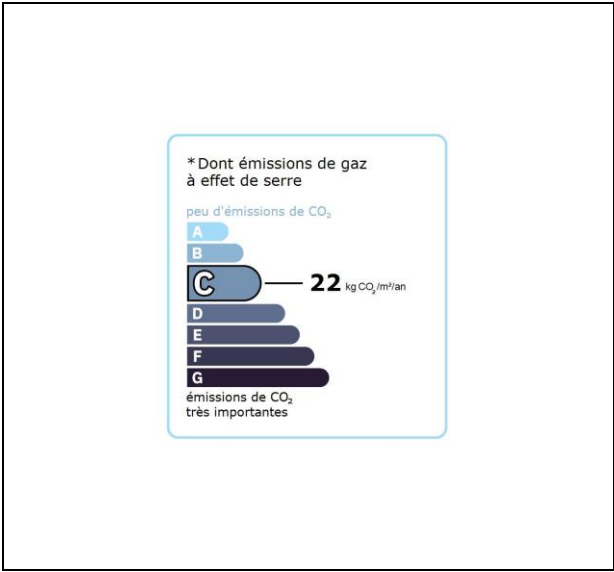 *Dont émissions de gaz
à effet de serre
peu d'émissions de CO₂
A
B
C 22 kg CO₂/m²/an
D
E
F
G
émissions de CO₂
très importantes